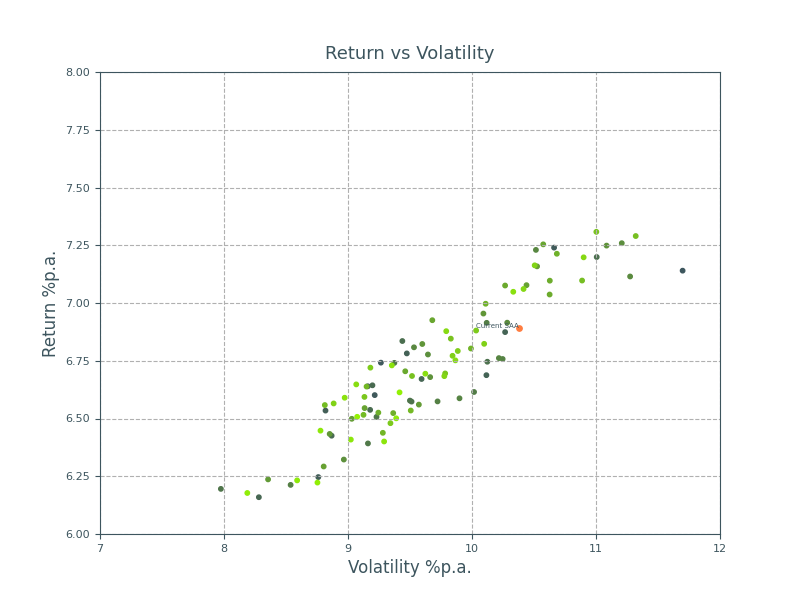 Return vs Volatility
8.00
7.75
7.50
7.25
7.00
6.75
6.50
6.25
6.00
Return %p.a.
Current SAA
7 8 9 10 11 12
Volatility %p.a.